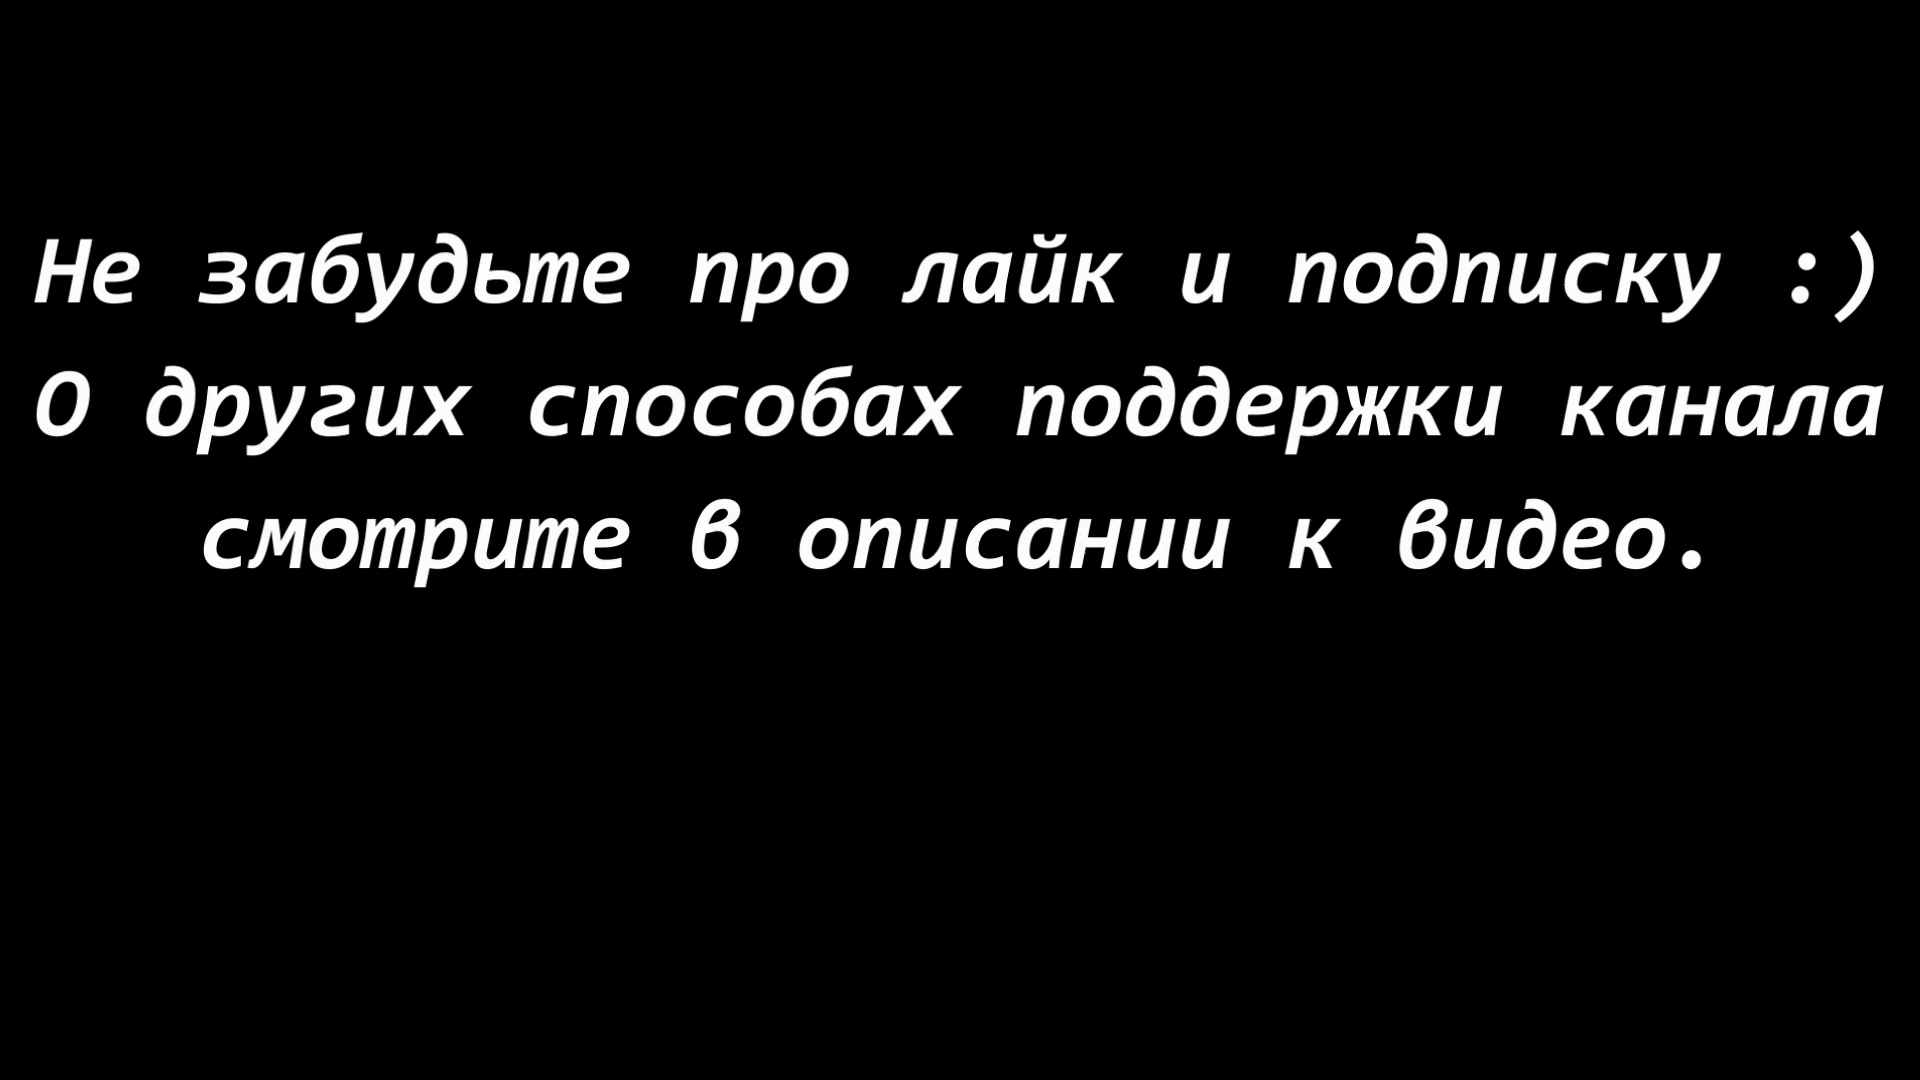 Не забудьте про лайк и подписку :)
О других способах поддержки канала
смотрите в описании к видео.